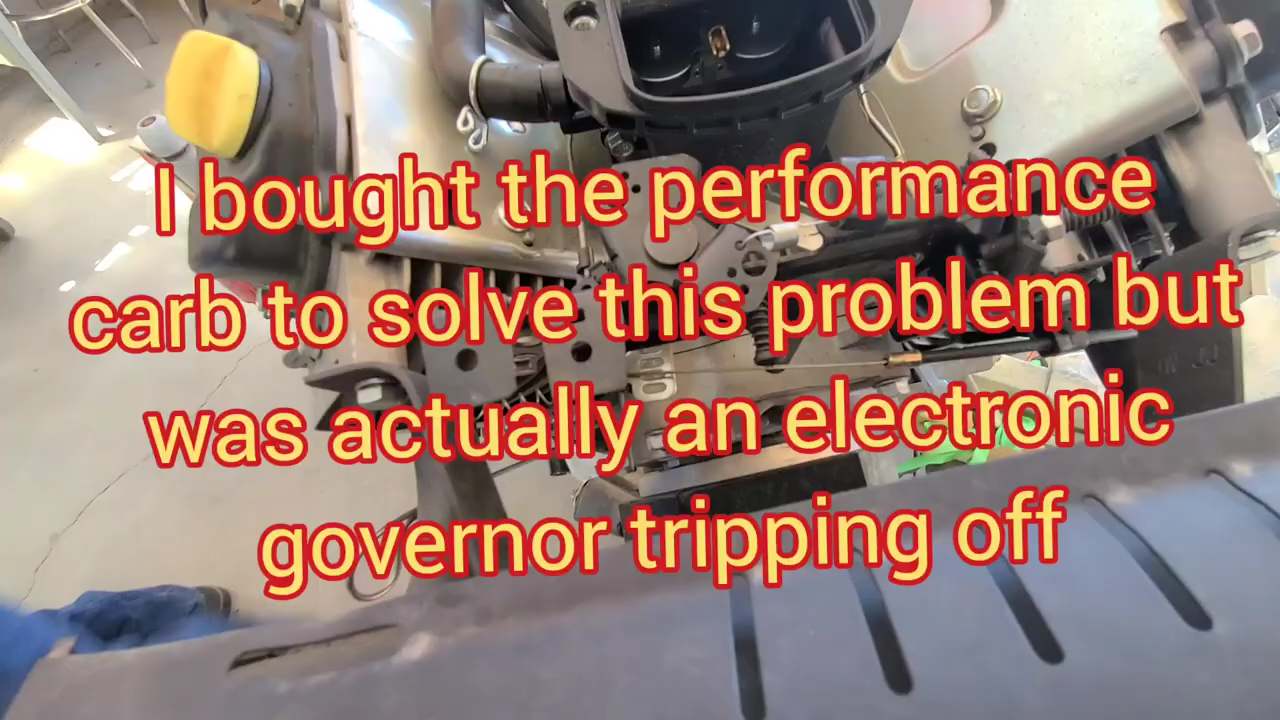 I bought the performance
carb to solve this problem but
was actually an electronic
governor tripping off